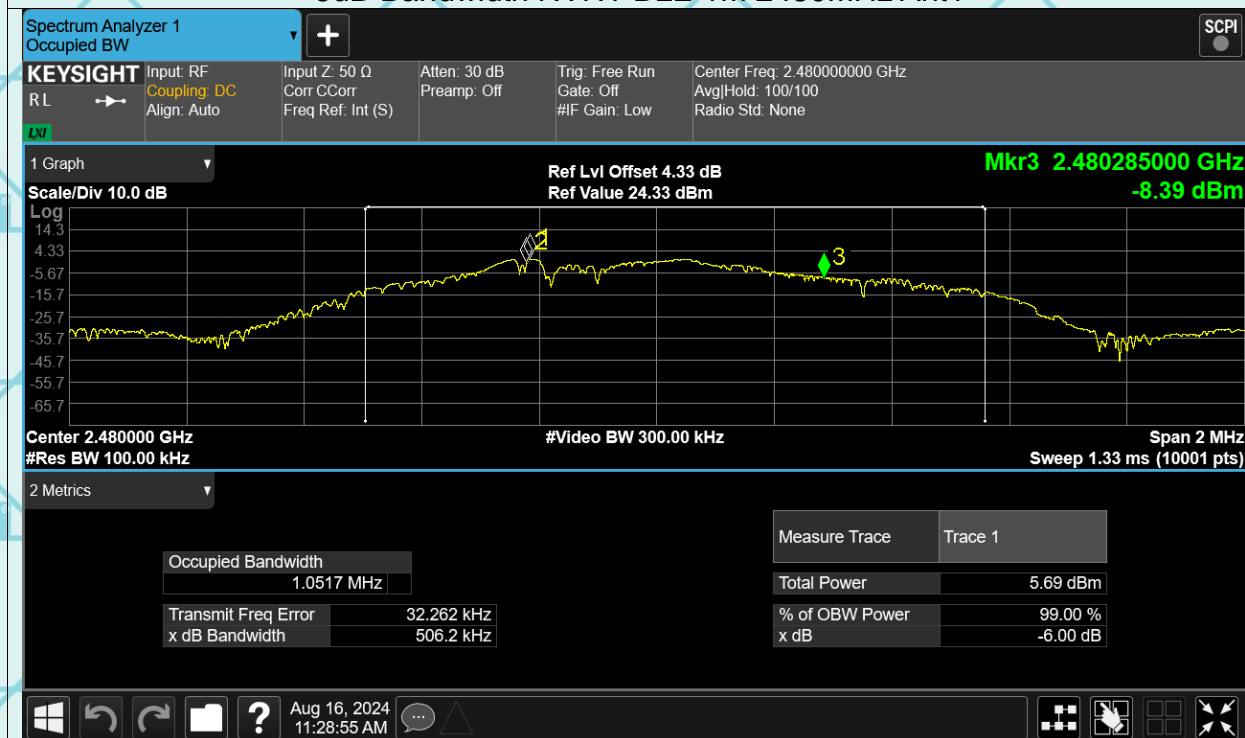 Spectrum Analyzer 1
Occupied BW
+
SCPI
KEYSIGHT
R L
LXI
Input: RF
Coupling: DC
Align: Auto
Input Z: 50 Ω
Corr CCorr
Freq Ref: Int (S)
Atten: 30 dB
Preamp: Off
Trig: Free Run
Gate: Off
#IF Gain: Low
Center Freq: 2.480000000 GHz
Avg|Hold: 100/100
Radio Std: None
1 Graph
Scale/Div 10.0 dB
Ref Lvl Offset 4.33 dB
Ref Value 24.33 dBm
Mkr3 2.480285000 GHz
-8.39 dBm
Log
14.3
4.33
-5.67
-15.7
-25.7
-35.7
-45.7
-55.7
-65.7
2
3
Center 2.480000 GHz
#Video BW 300.00 kHz
Span 2 MHz
#Res BW 100.00 kHz
Sweep 1.33 ms (10001 pts)
2 Metrics
Measure Trace Trace 1
Occupied Bandwidth
1.0517 MHz
Total Power 5.69 dBm
Transmit Freq Error 32.262 kHz
% of OBW Power 99.00 %
x dB Bandwidth 506.2 kHz
x dB -6.00 dB
?
Aug 16, 2024
11:28:55 AM